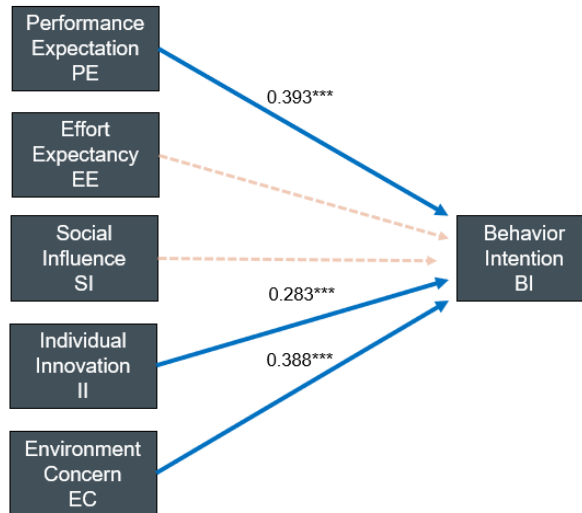 Performance
Expectation
PE
0.393***
Effort
Expectancy
EE
Social
Influence
SI
Behavior
Intention
BI
0.283***
Individual
Innovation
II
0.388***
Environment
Concern
EC